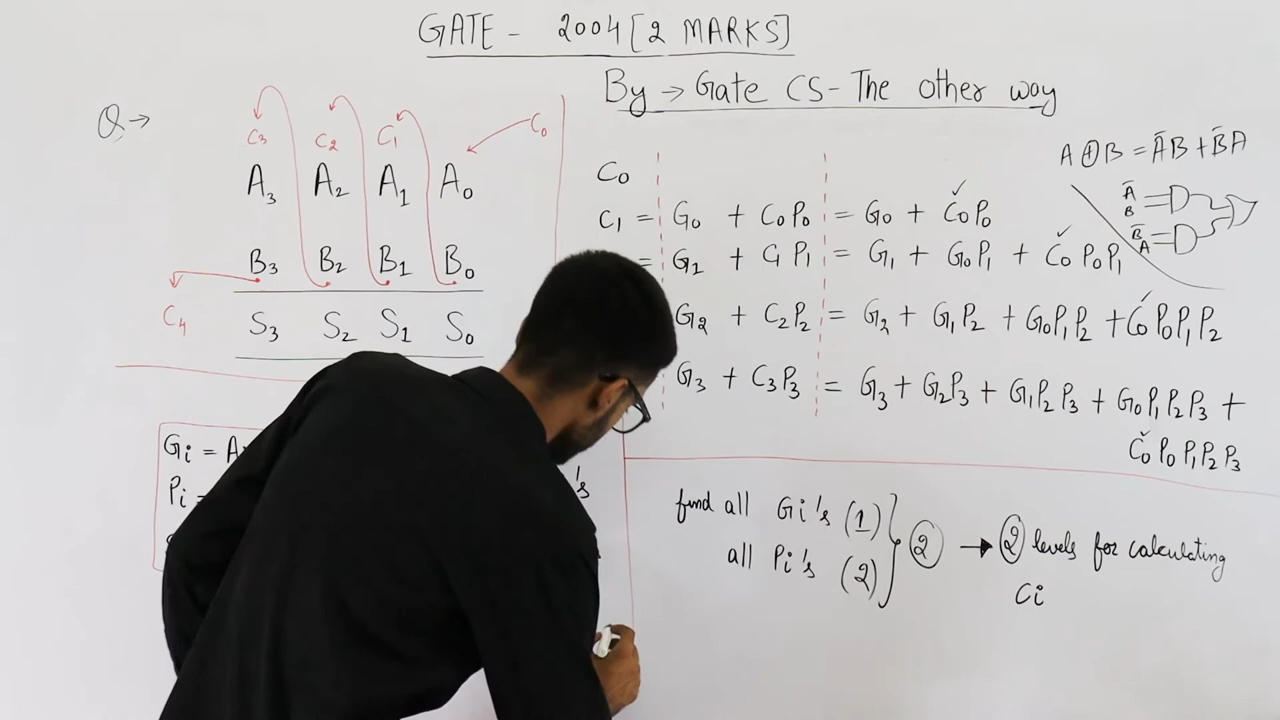 GATE - 2004 [2 MARKS]
By → Gate CS - The other way
Q →
C3 C2 C1 C0
A3 A2 A1 A0
B3 B2 B1 B0
C4
S3 S2 S1 S0
A ⊕ B = ĀB + B̄A
Ā
B
B̄
A
C0
C1 = G0 + C0P0 = G0 + C0P0
= G1 + C1P1 = G1 + G0P1 + C0P0P1
G2 + C2P2 = G2 + G1P2 + G0P1P2 + C0P0P1P2
G3 + C3P3 = G3 + G2P3 + G1P2P3 + G0P1P2P3 +
C0P0P1P2P3
Gi = A
Pi =
's
find all Gi's (1)
all Pi's (2)
2 → 2 levels for calculating
Ci